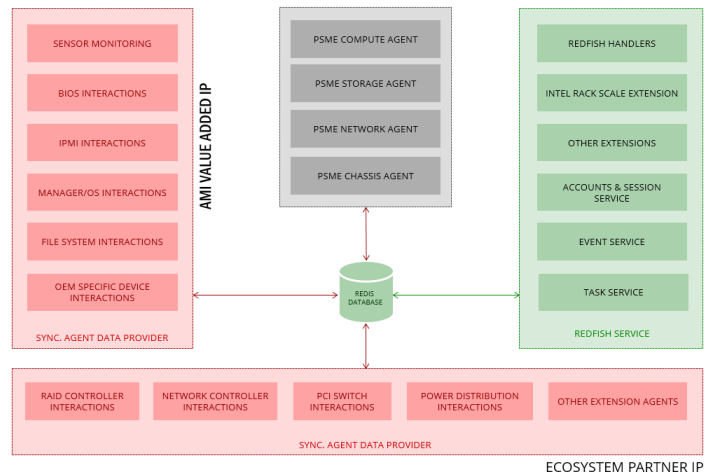 SENSOR MONITORING
BIOS INTERACTIONS
IPMI INTERACTIONS
MANAGER/OS INTERACTIONS
FILE SYSTEM INTERACTIONS
OEM SPECIFIC DEVICE
INTERACTIONS
SYNC. AGENT DATA PROVIDER
AMI VALUE ADDED IP
PSME COMPUTE AGENT
PSME STORAGE AGENT
PSME NETWORK AGENT
PSME CHASSIS AGENT
REDIS
DATABASE
REDFISH HANDLERS
INTEL RACK SCALE EXTENSION
OTHER EXTENSIONS
ACCOUNTS & SESSION
SERVICE
EVENT SERVICE
TASK SERVICE
REDFISH SERVICE
RAID CONTROLLER
INTERACTIONS
NETWORK CONTROLLER
INTERACTIONS
PCI SWITCH
INTERACTIONS
POWER DISTRIBUTION
INTERACTIONS
OTHER EXTENSION AGENTS
SYNC. AGENT DATA PROVIDER
ECOSYSTEM PARTNER IP